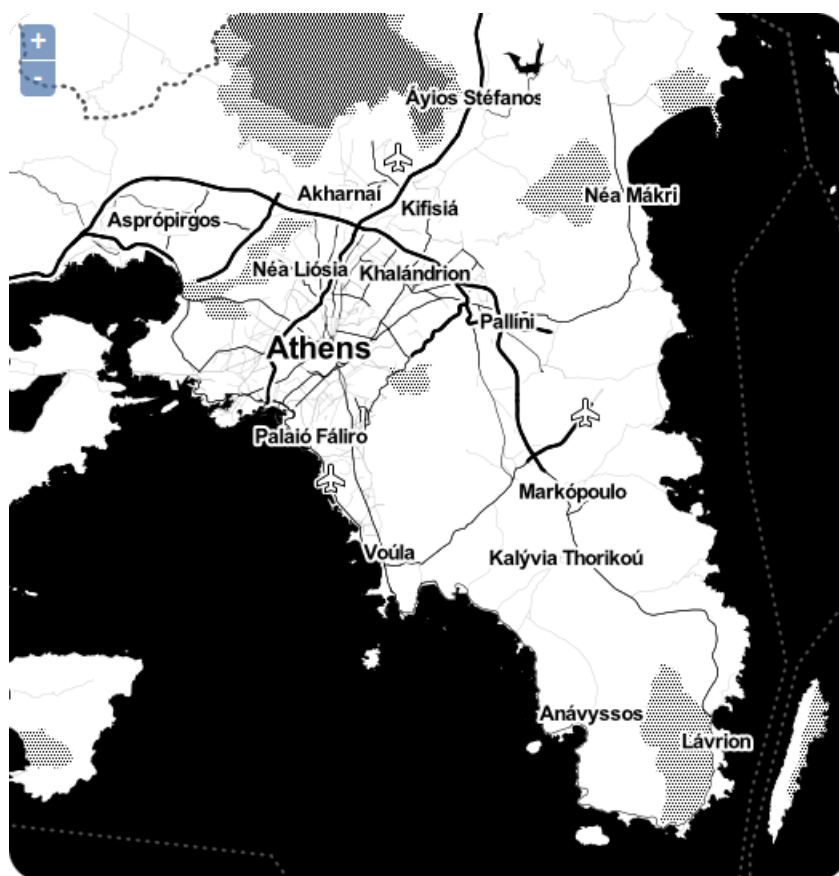 +
-
Áyios Stéfanos
Akharnaí
Néa Mákri
Kifisiá
Asprópirgos
Néa Liósia
Khalándrion
Pallíni
Athens
Palaió Fáliro
Markópoulo
Voúla
Kalývia Thorikoú
Anávyssos
Lávrion